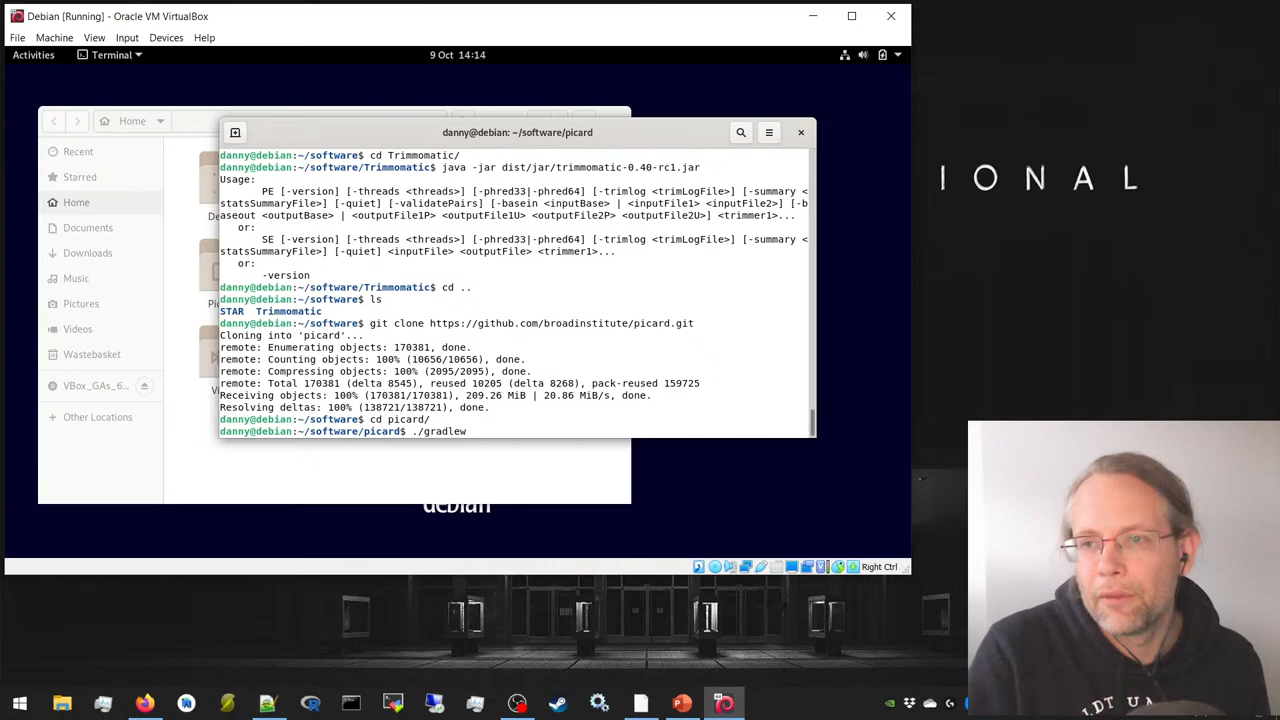 Debian [Running] - Oracle VM VirtualBox
File Machine View Input Devices Help
Activities Terminal 9 Oct 14:14
Home
danny@debian: ~/software/picard
Recent
Starred
Home
Documents
Downloads
Music
Pictures
Videos
Wastebasket
VBox_GAs_6...
Other Locations
De
Pi
Vi
danny@debian:~/software$ cd Trimmomatic/
danny@debian:~/software/Trimmomatic$ java -jar dist/jar/trimmomatic-0.40-rc1.jar
Usage:
PE [-version] [-threads <threads>] [-phred33|-phred64] [-trimlog <trimLogFile>] [-summary <
statsSummaryFile>] [-quiet] [-validatePairs] [-basein <inputBase> | <inputFile1> <inputFile2>] [-b
aseout <outputBase> | <outputFile1P> <outputFile1U> <outputFile2P> <outputFile2U>] <trimmer1>...
or:
SE [-version] [-threads <threads>] [-phred33|-phred64] [-trimlog <trimLogFile>] [-summary <
statsSummaryFile>] [-quiet] <inputFile> <outputFile> <trimmer1>...
or:
-version
danny@debian:~/software/Trimmomatic$ cd ..
danny@debian:~/software$ ls
STAR Trimmomatic
danny@debian:~/software$ git clone https://github.com/broadinstitute/picard.git
Cloning into 'picard'...
remote: Enumerating objects: 170381, done.
remote: Counting objects: 100% (10656/10656), done.
remote: Compressing objects: 100% (2095/2095), done.
remote: Total 170381 (delta 8545), reused 10205 (delta 8268), pack-reused 159725
Receiving objects: 100% (170381/170381), 209.26 MiB | 20.86 MiB/s, done.
Resolving deltas: 100% (138721/138721), done.
danny@debian:~/software$ cd picard/
danny@debian:~/software/picard$ ./gradlew
debian
Right Ctrl
IONAL